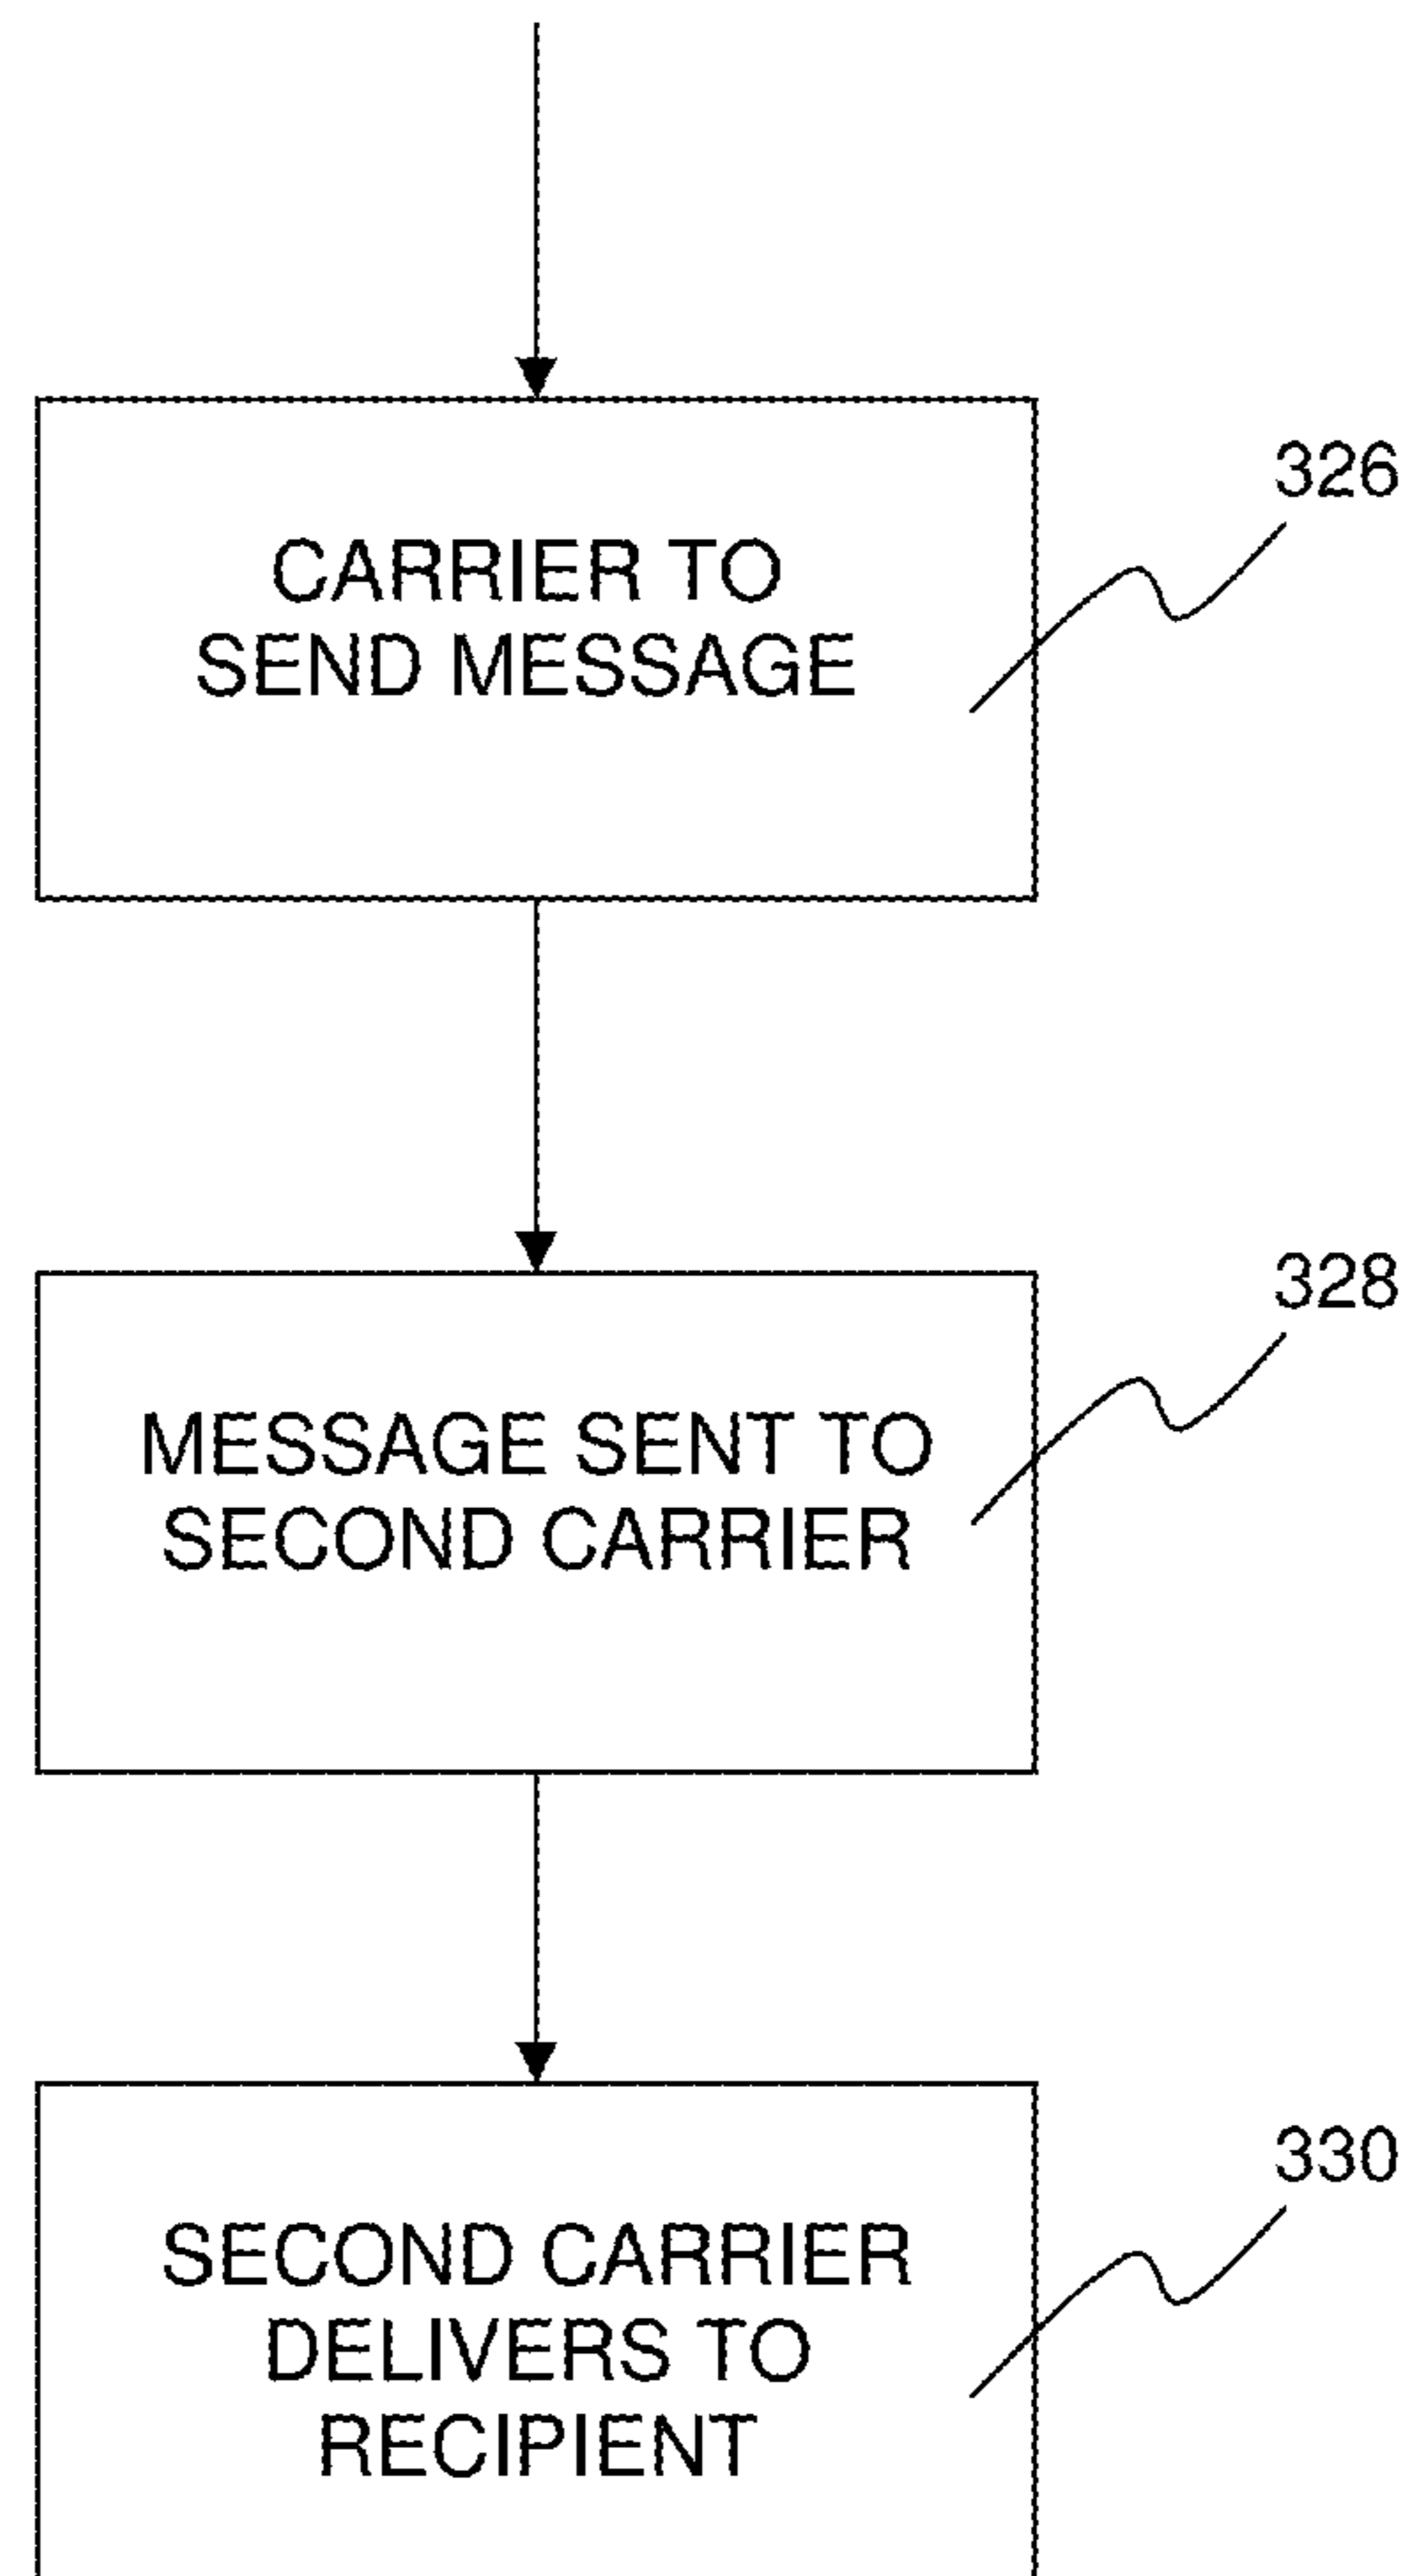 CARRIER TO
SEND MESSAGE
326
MESSAGE SENT TO
SECOND CARRIER
328
SECOND CARRIER
DELIVERS TO
RECIPIENT
330